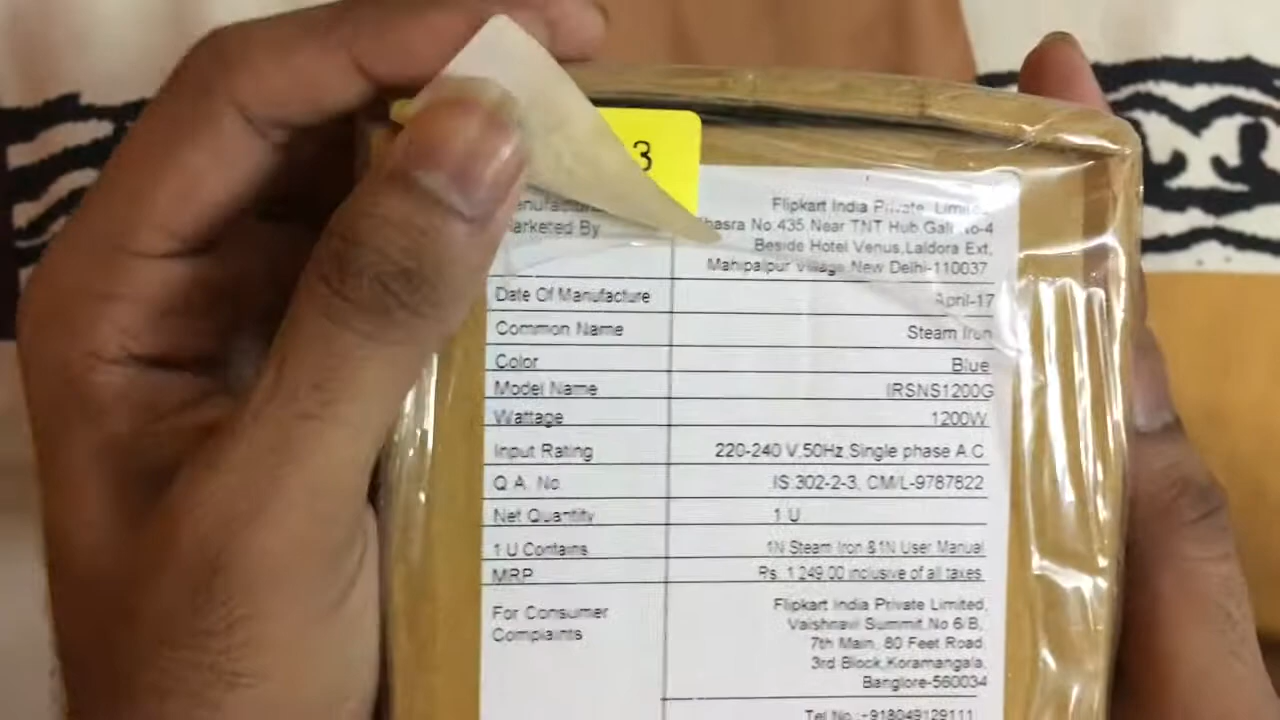 3
Flipkart India Private Limited
Marketed By
No.435,Near TNT Hub,Gali No-4
Beside Hotel Venus,Laldora Ext,
Mahipalpur Village,New Delhi-110037
Date Of Manufacture April-17
Common Name Steam Iron
Color Blue
Model Name IRSNS1200G
Wattage 1200W
Input Rating 220-240 V,50Hz,Single phase A.C
Q.A. No. IS 302-2-3, CM/L-9787822
Net Quantity 1 U
1 U Contains 1N Steam Iron &1N User Manual
MRP Rs. 1,249.00 inclusive of all taxes
For Consumer Complaints
Flipkart India Private Limited,
Vaishnavi Summit,No 6/B,
7th Main, 80 Feet Road,
3rd Block,Koramangala,
Banglore-560034
Tel No.:-918049129111